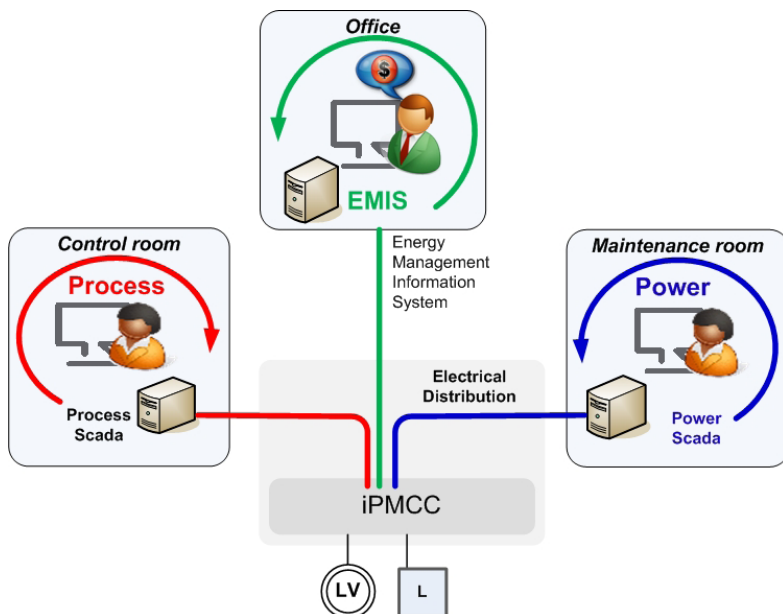 Office
$
EMIS
Energy
Management
Information
System
Control room
Process
Process
Scada
Maintenance room
Power
Power
Scada
Electrical
Distribution
iPMCC
LV
L